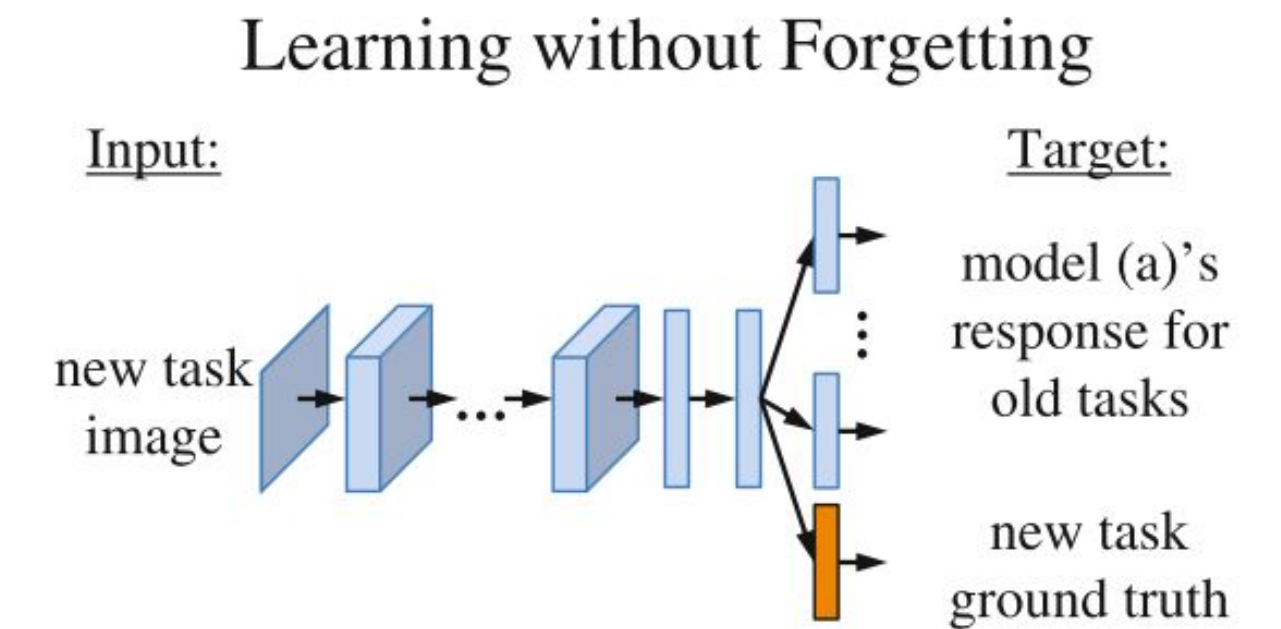 Learning without Forgetting
Input:
Target:
new task
image
model (a)’s
response for
old tasks
new task
ground truth